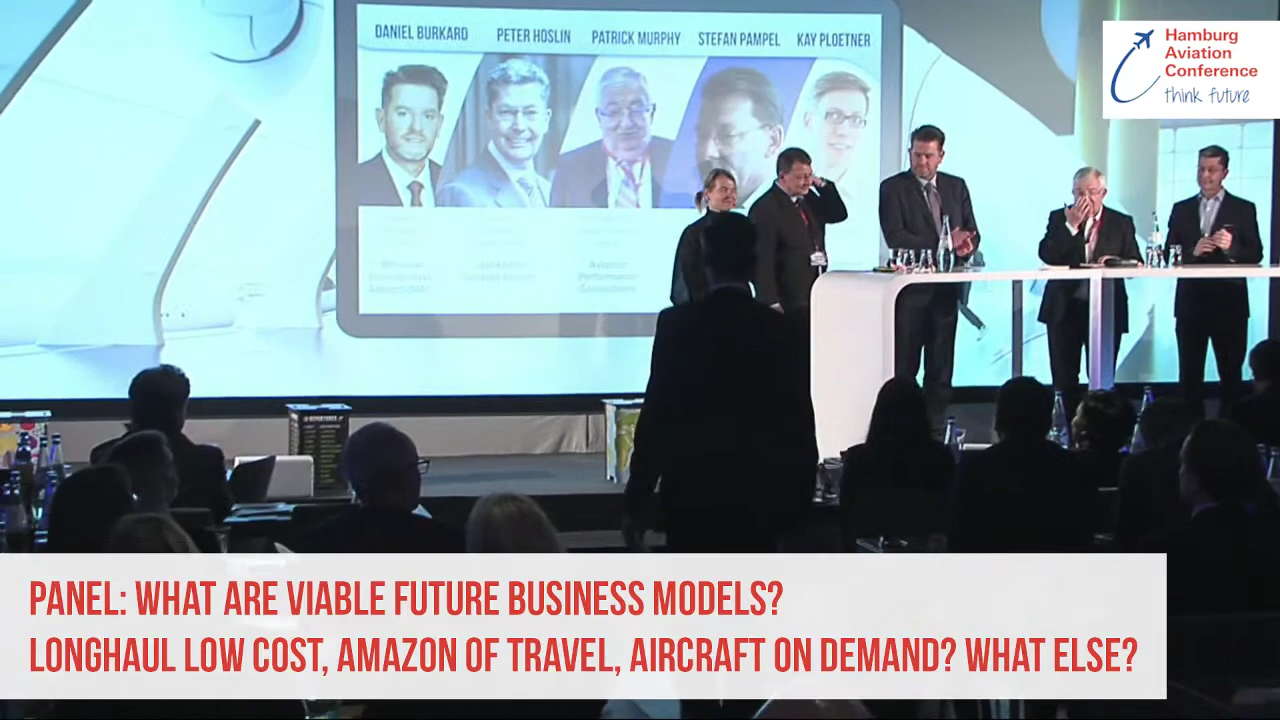 DANIEL BURKARD PETER HOSLIN PATRICK MURPHY STEFAN PAMPEL KAY PLOETNER
Hamburg
Aviation
Conference
think future
DEPARTURES
PANEL: WHAT ARE VIABLE FUTURE BUSINESS MODELS?
LONGHAUL LOW COST, AMAZON OF TRAVEL, AIRCRAFT ON DEMAND? WHAT ELSE?